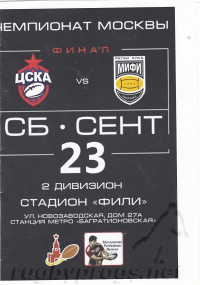 ЧЕМПИОНАТ МОСКВЫ
ФИНАЛ
ЦСКА VS МИФИ
СБ · СЕНТ
23
2 ДИВИЗИОН
СТАДИОН «ФИЛИ»
УЛ. НОВОЗАВОДСКАЯ, ДОМ 27А
СТАНЦИЯ МЕТРО «БАГРАТИОНОВСКАЯ»